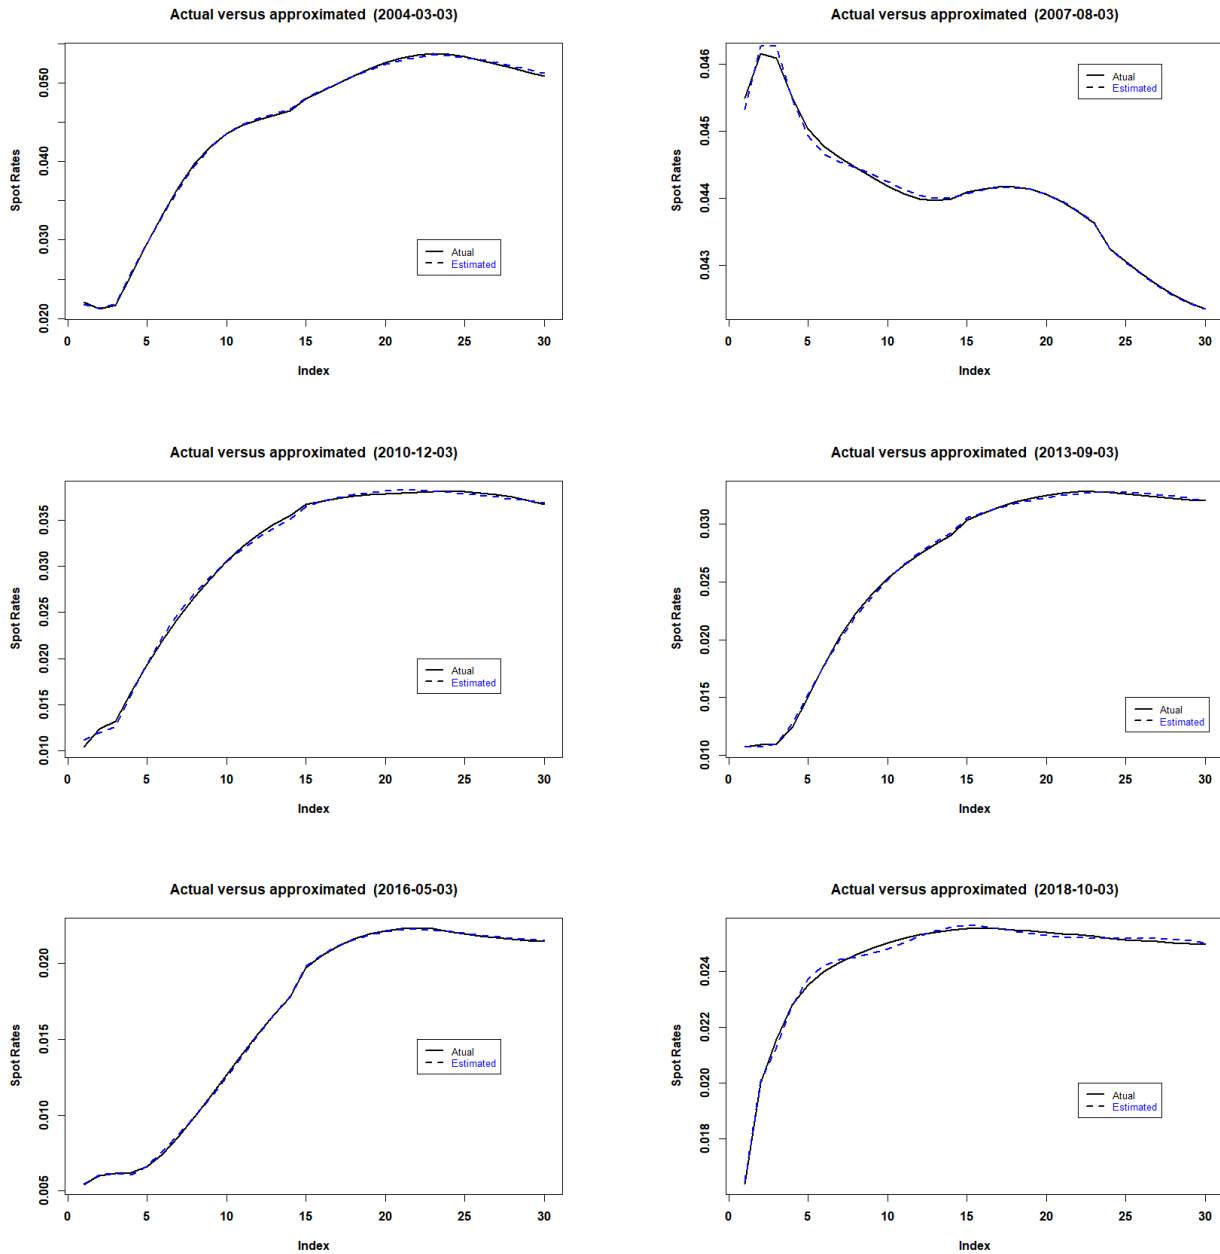 Actual versus approximated (2004-03-03)
Spot Rates
0.050
0.040
0.030
0.020
Atual
Estimated
0 5 10 15 20 25 30
Index
Actual versus approximated (2007-08-03)
Spot Rates
0.046
0.045
0.044
0.043
Atual
Estimated
0 5 10 15 20 25 30
Index
Actual versus approximated (2010-12-03)
Spot Rates
0.035
0.030
0.025
0.020
0.015
0.010
Atual
Estimated
0 5 10 15 20 25 30
Index
Actual versus approximated (2013-09-03)
Spot Rates
0.030
0.025
0.020
0.015
0.010
Atual
Estimated
0 5 10 15 20 25 30
Index
Actual versus approximated (2016-05-03)
Spot Rates
0.020
0.015
0.010
0.005
Atual
Estimated
0 5 10 15 20 25 30
Index
Actual versus approximated (2018-10-03)
Spot Rates
0.024
0.022
0.020
0.018
Atual
Estimated
0 5 10 15 20 25 30
Index